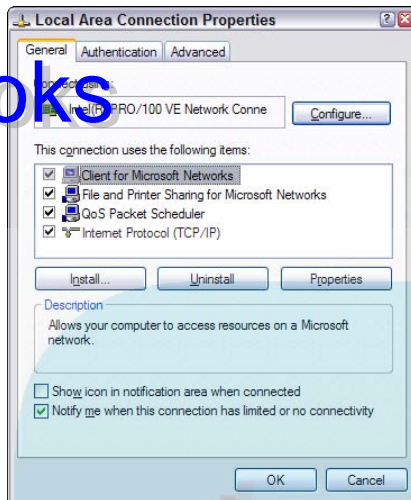 Local Area Connection Properties
General Authentication Advanced
oks
Connect using:
Intel(R) PRO/100 VE Network Conne
Configure...
This connection uses the following items:
Client for Microsoft Networks
File and Printer Sharing for Microsoft Networks
QoS Packet Scheduler
Internet Protocol (TCP/IP)
Install... Uninstall Properties
Description
Allows your computer to access resources on a Microsoft
network.
Show icon in notification area when connected
Notify me when this connection has limited or no connectivity
OK Cancel